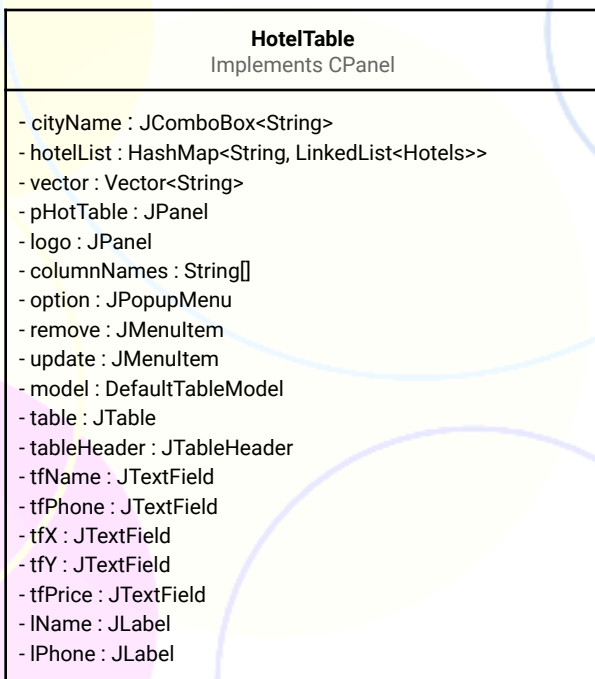 HotelTable
Implements CPanel
- cityName : JComboBox<String>
- hotelList : HashMap<String, LinkedList<Hotels>>
- vector : Vector<String>
- pHotTable : JPanel
- logo : JPanel
- columnNames : String[]
- option : JPopupMenu
- remove : JMenuItem
- update : JMenuItem
- model : DefaultTableModel
- table : JTable
- tableHeader : JTableHeader
- tfName : JTextField
- tfPhone : JTextField
- tfX : JTextField
- tfY : JTextField
- tfPrice : JTextField
- lName : JLabel
- lPhone : JLabel